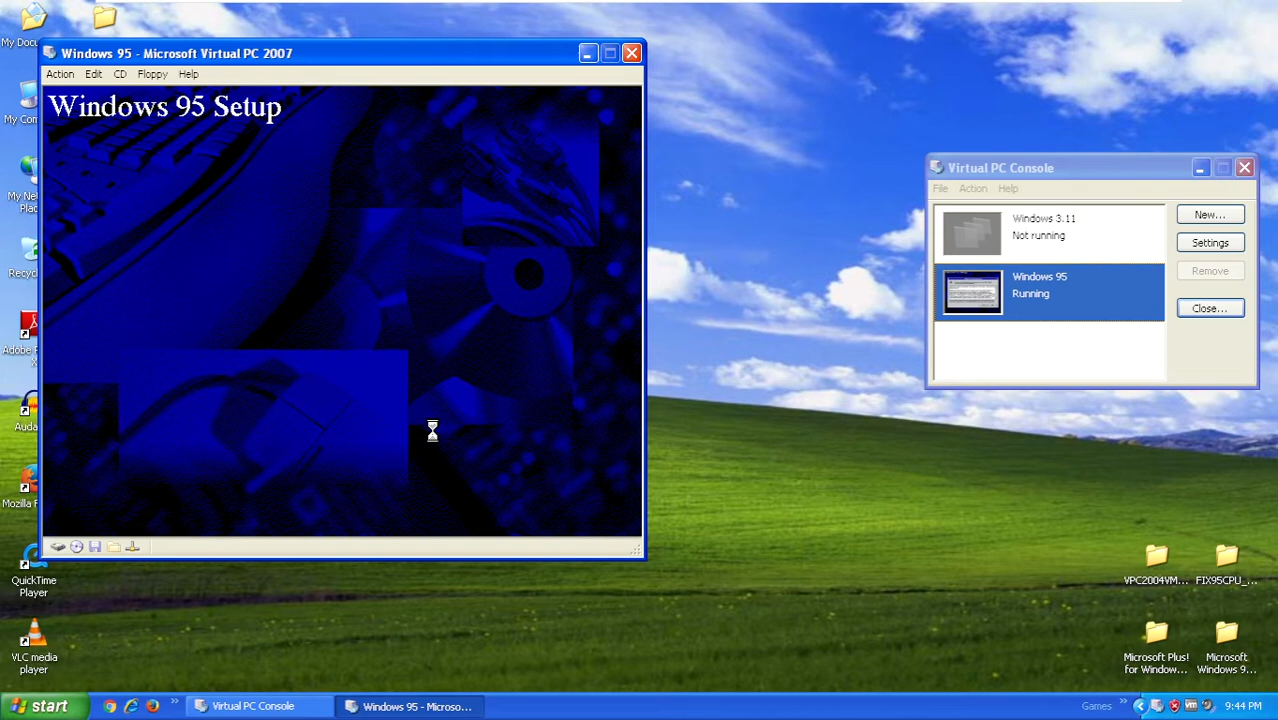 My Docu
Windows 95 - Microsoft Virtual PC 2007
Action Edit CD Floppy Help
Windows 95 Setup
My Com
My Ne
Plac
Recyc
Adobe F
X
Auda
Mozilla F
QuickTime
Player
VLC media
player
Virtual PC Console
File Action Help
Windows 3.11
Not running
Windows 95
Running
New...
Settings
Remove
Close...
VPC2004VM...
FIX95CPU_...
Microsoft Plus!
for Window...
Microsoft
Windows 9...
start
Virtual PC Console
Windows 95 - Microso...
Games
9:44 PM